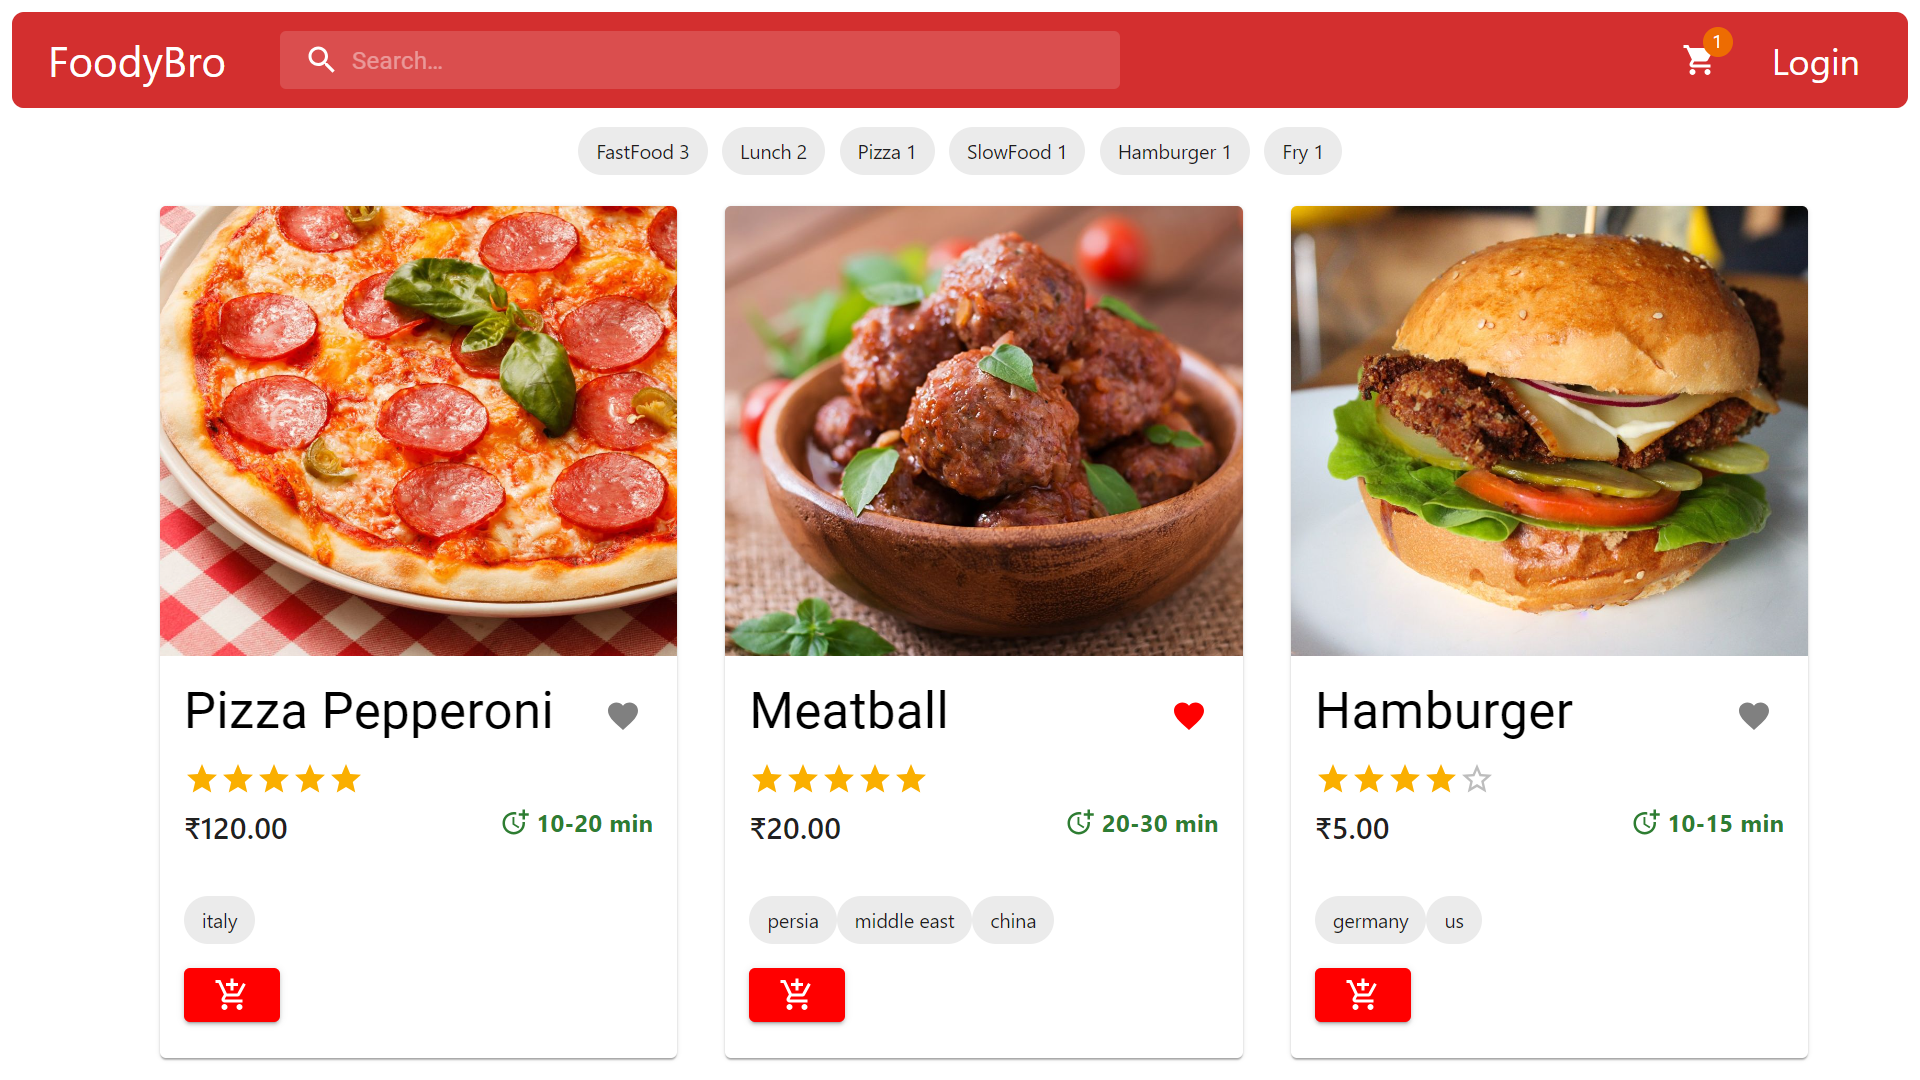 FoodyBro
Search...
1
Login
FastFood 3
Lunch 2
Pizza 1
SlowFood 1
Hamburger 1
Fry 1
Pizza Pepperoni
₹120.00
10-20 min
italy
Meatball
₹20.00
20-30 min
persia
middle east
china
Hamburger
₹5.00
10-15 min
germany
us